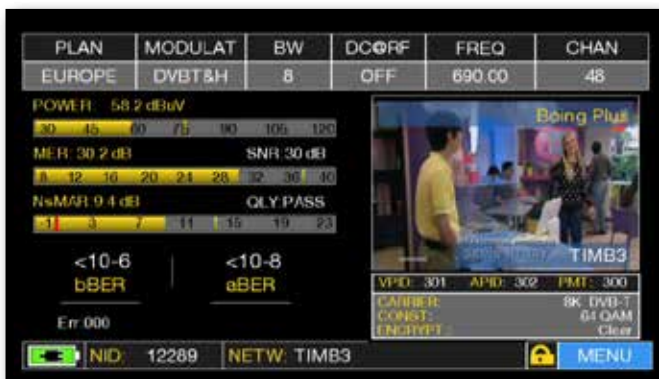 PLAN MODULAT BW DC@RF FREQ CHAN
EUROPE DVBT&H 8 OFF 690.00 48
POWER: 58.2 dBuV
30 45 60 75 90 105 120
MER: 30.2 dB SNR: 30 dB
8 12 16 20 24 28 32 36 40
NsMAR: 9.4 dB QLY:PASS
-1 3 7 11 15 19 23
<10-6 <10-8
bBER aBER
Err 000
Boing Plus
TIMB3
VPID: 301 APID: 302 PMT: 300
CARRIER: 8K DVB-T
CONST: 64 QAM
ENCRYPT: Clear
NID: 12289 NETW: TIMB3 MENU